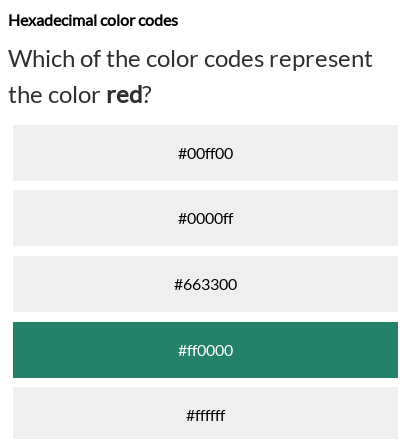 Hexadecimal color codes
Which of the color codes represent
the color red?
#00ff00
#0000ff
#663300
#ff0000
#ffffff